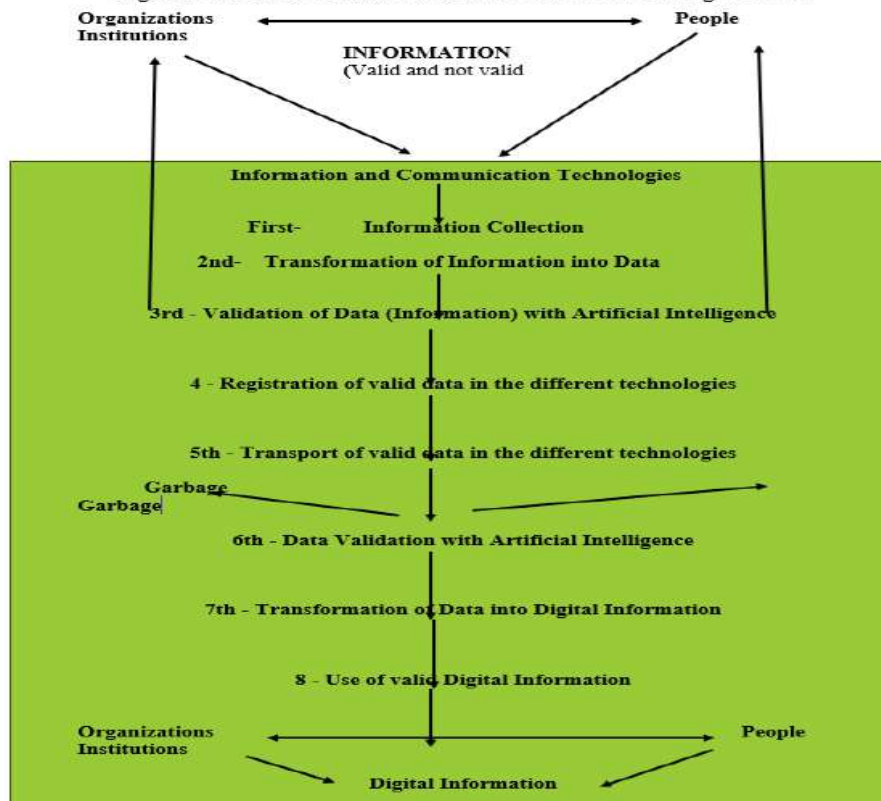 Organizations People
Institutions
INFORMATION
(Valid and not valid
Information and Communication Technologies
First- Information Collection
2nd- Transformation of Information into Data
3rd - Validation of Data (Information) with Artificial Intelligence
4 - Registration of valid data in the different technologies
5th - Transport of valid data in the different technologies
Garbage
Garbage
6th - Data Validation with Artificial Intelligence
7th - Transformation of Data into Digital Information
8 - Use of valid Digital Information
Organizations People
Institutions
Digital Information